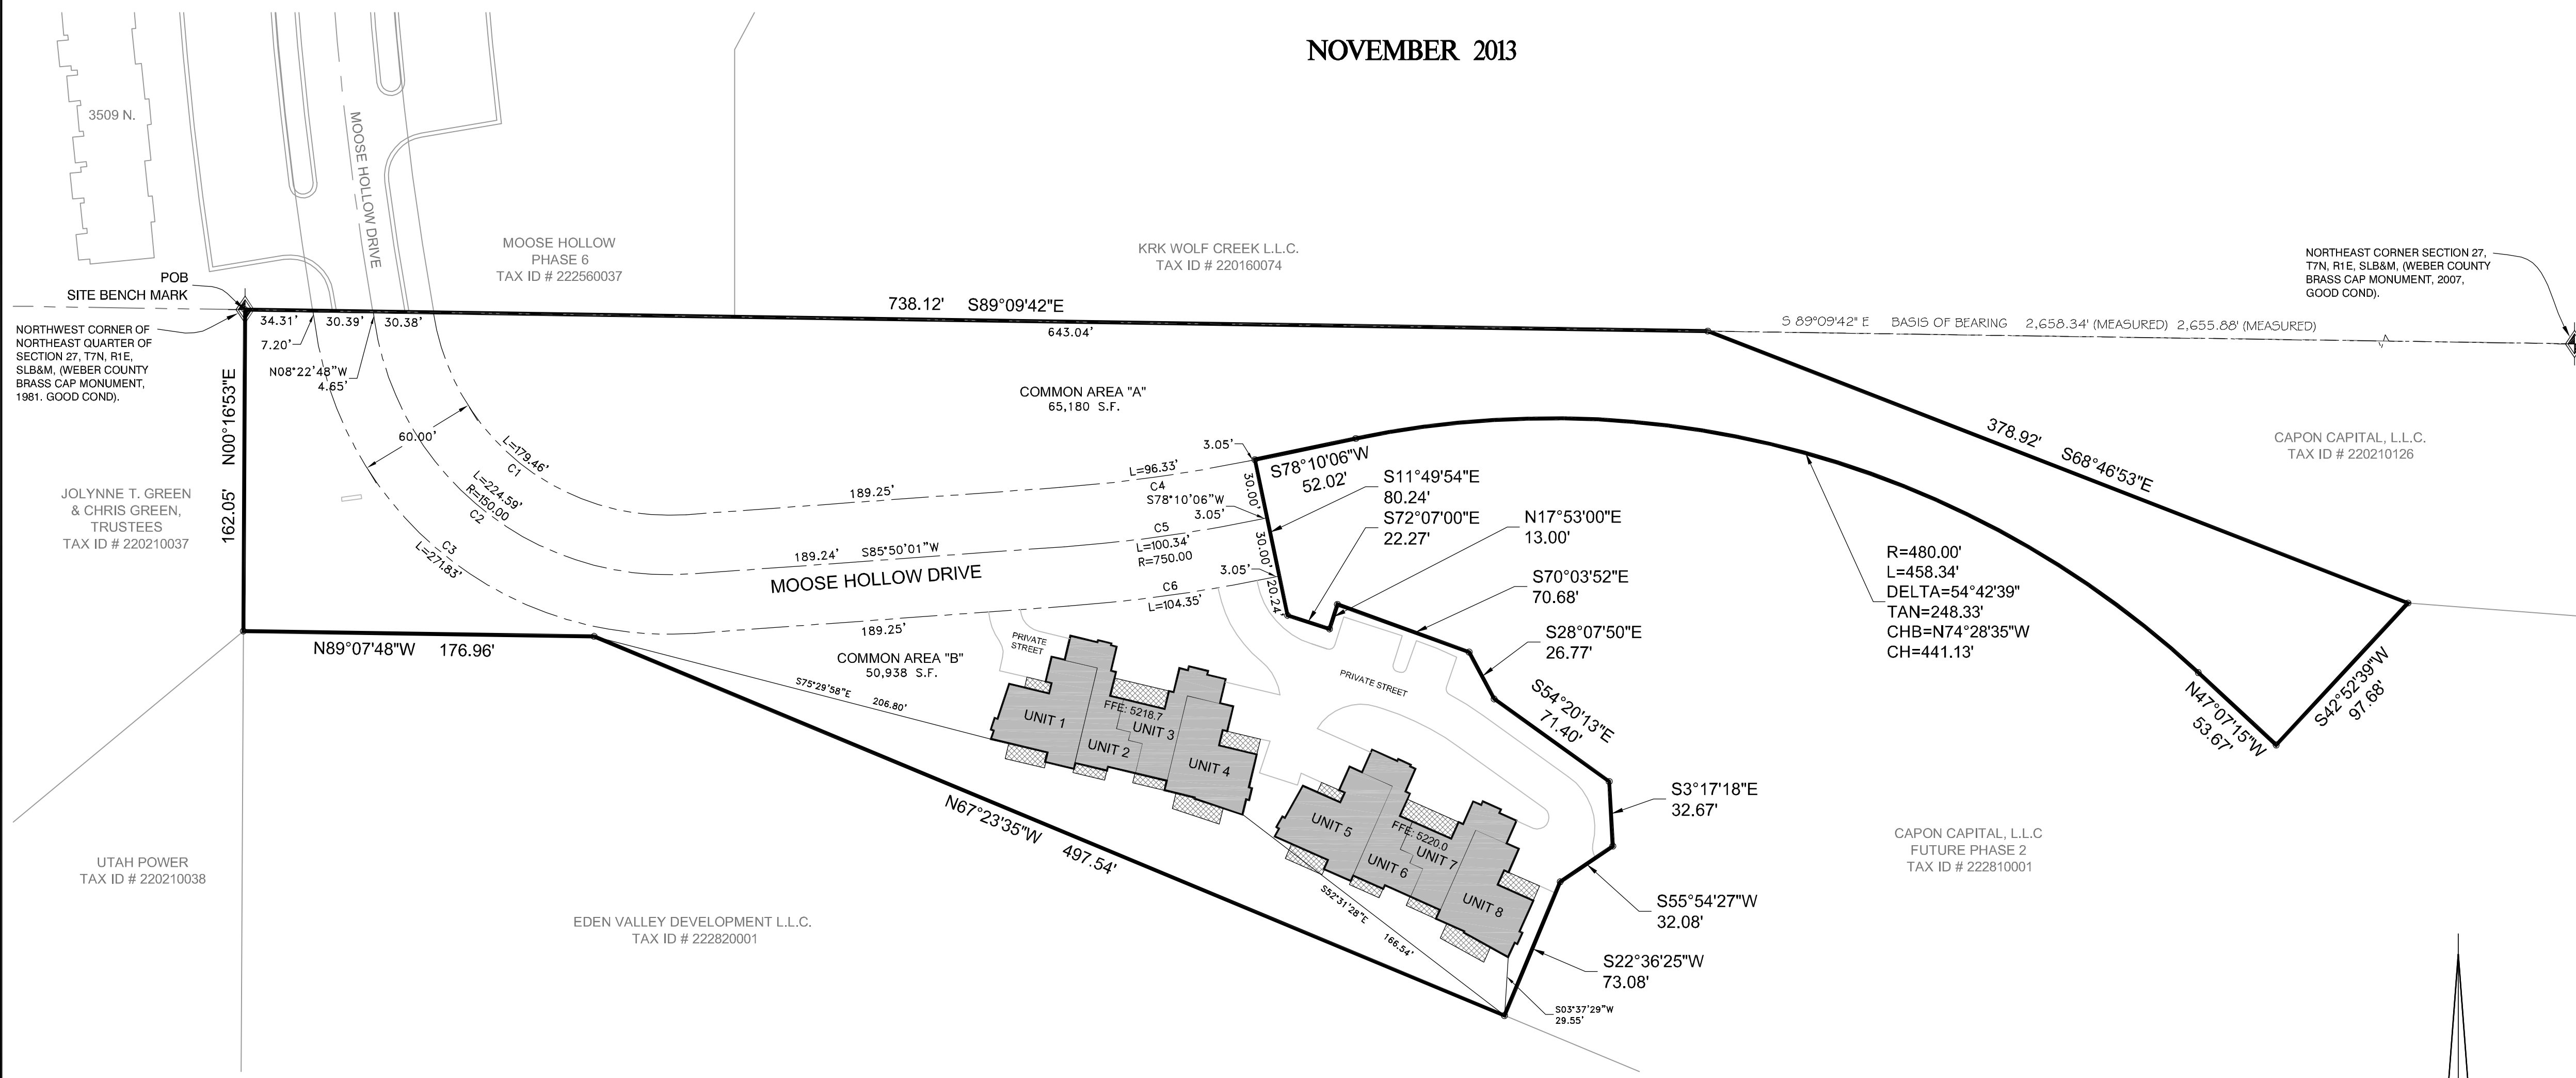 NOVEMBER 2013
3509 N.
MOOSE HOLLOW DRIVE
MOOSE HOLLOW
PHASE 6
TAX ID # 222560037
KRK WOLF CREEK L.L.C.
TAX ID # 220160074
NORTHEAST CORNER SECTION 27,
T7N, R1E, SLB&M, (WEBER COUNTY
BRASS CAP MONUMENT, 2007,
GOOD COND).
POB
SITE BENCH MARK
NORTHWEST CORNER OF
NORTHEAST QUARTER OF
SECTION 27, T7N, R1E,
SLB&M, (WEBER COUNTY
BRASS CAP MONUMENT,
1981. GOOD COND).
738.12' S89°09'42"E
643.04'
S 89°09'42" E BASIS OF BEARING 2,658.34' (MEASURED) 2,655.88' (MEASURED)
34.31'
30.39'
30.38'
7.20'
N08°22'48"W
4.65'
N00°16'53"E
162.05'
60.00'
COMMON AREA "A"
65,180 S.F.
L=179.46'
C1
L=224.59'
R=150.00
C2
C3
L=271.83'
189.25'
L=96.33'
C4
3.05'
S78°10'06"W
3.05'
C5
L=100.34'
R=750.00
189.24' S85°50'01"W
MOOSE HOLLOW DRIVE
3.05'
C6
L=104.35'
189.25'
30.00'
30.00'
20.24'
S78°10'06"W
52.02'
S11°49'54"E
80.24'
S72°07'00"E
22.27'
N17°53'00"E
13.00'
S70°03'52"E
70.68'
S28°07'50"E
26.77'
S54°20'13"E
71.40'
S3°17'18"E
32.67'
S55°54'27"W
32.08'
S22°36'25"W
73.08'
S03°37'29"W
29.55'
R=480.00'
L=458.34'
DELTA=54°42'39"
TAN=248.33'
CHB=N74°28'35"W
CH=441.13'
378.92' S68°46'53"E
S42°52'39"W
97.68'
N47°07'15"W
53.67'
CAPON CAPITAL, L.L.C.
TAX ID # 220210126
CAPON CAPITAL, L.L.C
FUTURE PHASE 2
TAX ID # 222810001
JOLYNNE T. GREEN
& CHRIS GREEN,
TRUSTEES
TAX ID # 220210037
N89°07'48"W 176.96'
COMMON AREA "B"
50,938 S.F.
S75°29'58"E
206.80'
PRIVATE
STREET
PRIVATE STREET
UNIT 1
UNIT 2
FFE: 5218.7
UNIT 3
UNIT 4
UNIT 5
UNIT 6
FFE: 5220.0
UNIT 7
UNIT 8
S52°31'28"E
166.54'
N67°23'35"W 497.54'
UTAH POWER
TAX ID # 220210038
EDEN VALLEY DEVELOPMENT L.L.C.
TAX ID # 222820001